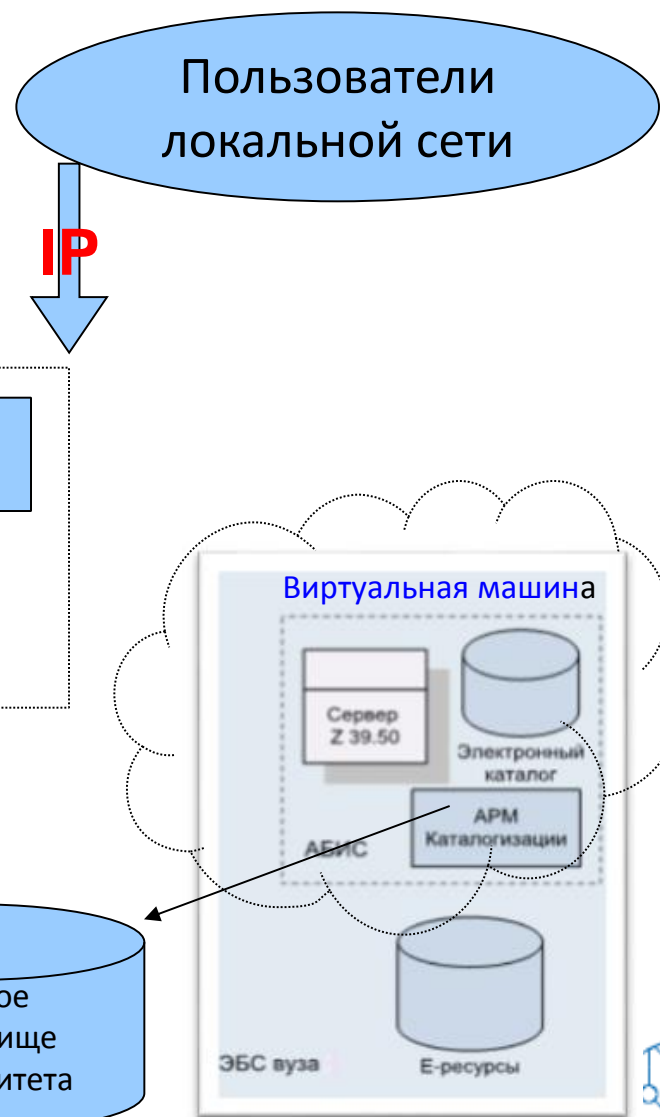 Пользователи
локальной сети
IP
Виртуальная машина
Сервер
Z 39.50
Электронный
каталог
АРМ
Каталогизации
АБИС
ое
ище
итета
ЭБС вуза
Е-ресурсы